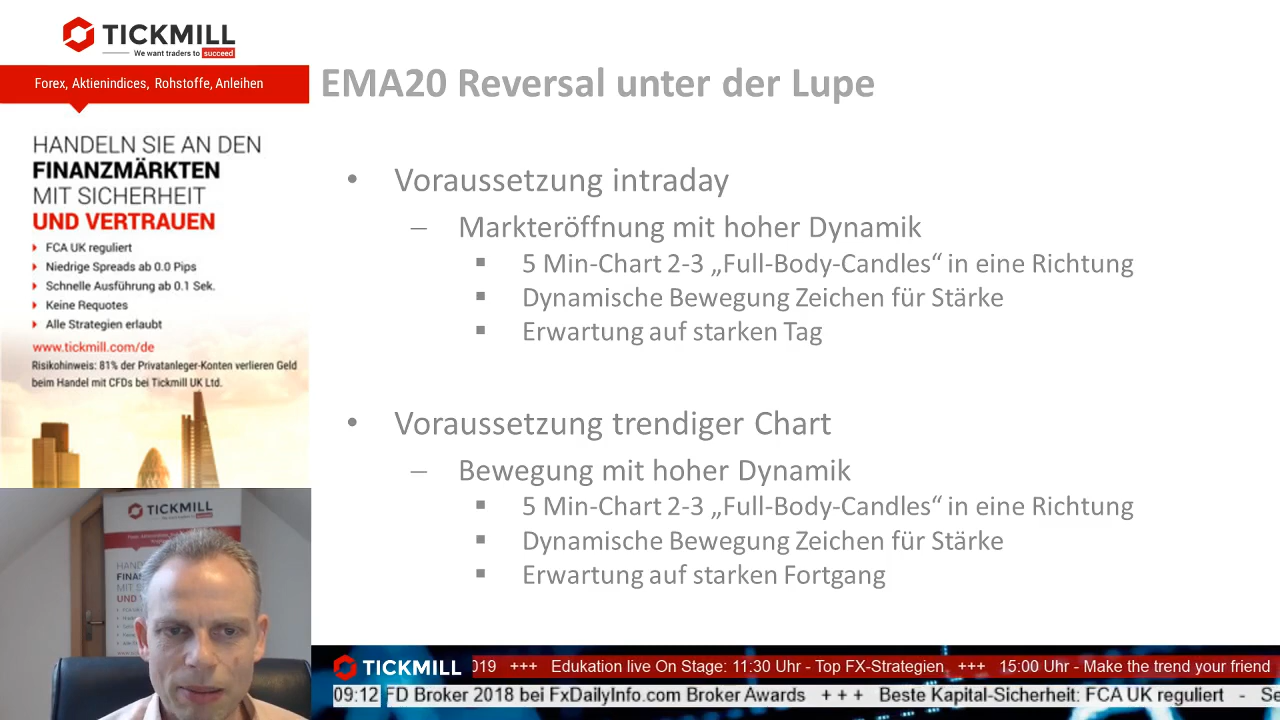 TICKMILL
We want traders to succeed
Forex, Aktienindices, Rohstoffe, Anleihen
HANDELN SIE AN DEN
FINANZMÄRKTEN
MIT SICHERHEIT
UND VERTRAUEN
FCA UK reguliert
Niedrige Spreads ab 0.0 Pips
Schnelle Ausführung ab 0.1 Sek.
Keine Requotes
Alle Strategien erlaubt
www.tickmill.com/de
Risikohinweis: 81% der Privatanleger-Konten verlieren Geld
beim Handel mit CFDs bei Tickmill UK Ltd.
EMA20 Reversal unter der Lupe
• Voraussetzung intraday
– Markteröffnung mit hoher Dynamik
▪ 5 Min-Chart 2-3 „Full-Body-Candles“ in eine Richtung
▪ Dynamische Bewegung Zeichen für Stärke
▪ Erwartung auf starken Tag
• Voraussetzung trendiger Chart
– Bewegung mit hoher Dynamik
▪ 5 Min-Chart 2-3 „Full-Body-Candles“ in eine Richtung
▪ Dynamische Bewegung Zeichen für Stärke
▪ Erwartung auf starken Fortgang
TICKMILL
HAND
FINAN
MIT S
UND V
TICKMILL
019 +++ Edukation live On Stage: 11:30 Uhr - Top FX-Strategien +++ 15:00 Uhr - Make the trend your friend
09:12 FD Broker 2018 bei FxDailyInfo.com Broker Awards + + + Beste Kapital-Sicherheit: FCA UK reguliert - Se